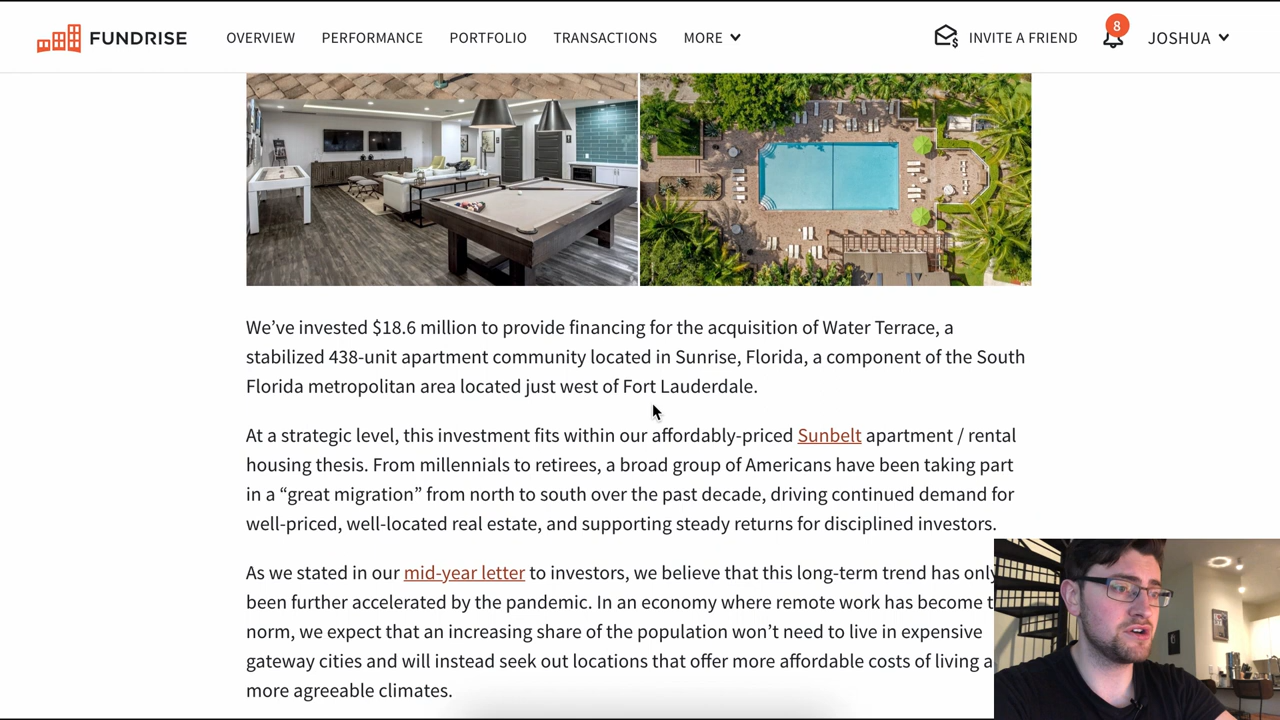 FUNDRISE
OVERVIEW
PERFORMANCE
PORTFOLIO
TRANSACTIONS
MORE
INVITE A FRIEND
8
JOSHUA
We’ve invested $18.6 million to provide financing for the acquisition of Water Terrace, a
stabilized 438-unit apartment community located in Sunrise, Florida, a component of the South
Florida metropolitan area located just west of Fort Lauderdale.
At a strategic level, this investment fits within our affordably-priced Sunbelt apartment / rental
housing thesis. From millennials to retirees, a broad group of Americans have been taking part
in a “great migration” from north to south over the past decade, driving continued demand for
well-priced, well-located real estate, and supporting steady returns for disciplined investors.
As we stated in our mid-year letter to investors, we believe that this long-term trend has only
been further accelerated by the pandemic. In an economy where remote work has become t
norm, we expect that an increasing share of the population won’t need to live in expensive
gateway cities and will instead seek out locations that offer more affordable costs of living a
more agreeable climates.